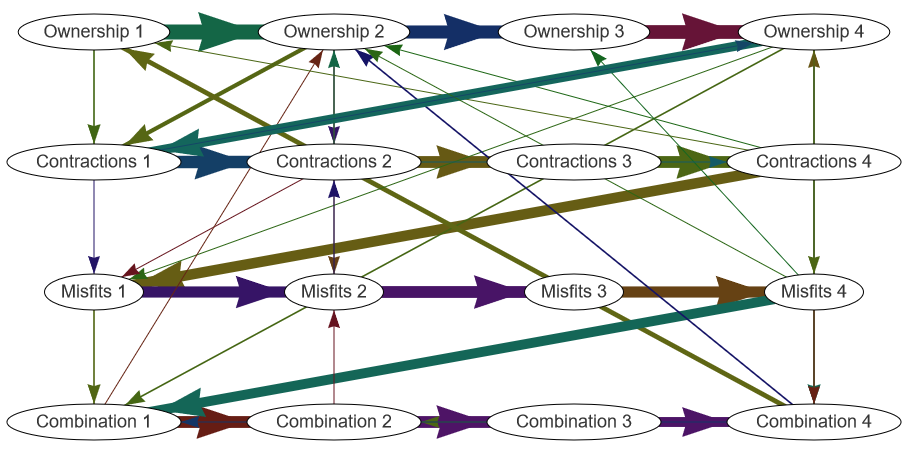 Ownership 1
Ownership 2
Ownership 3
Ownership 4
Contractions 1
Contractions 2
Contractions 3
Contractions 4
Misfits 1
Misfits 2
Misfits 3
Misfits 4
Combination 1
Combination 2
Combination 3
Combination 4